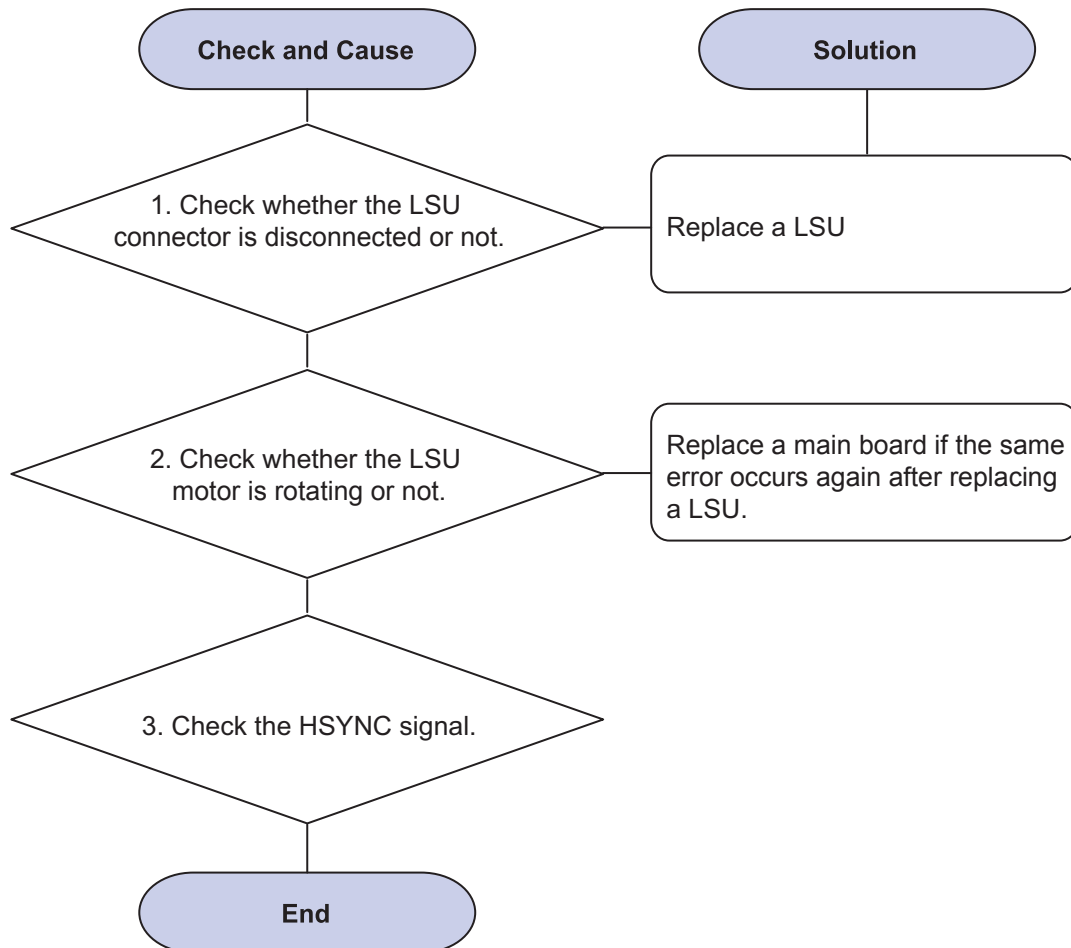 Check and Cause
Solution
1. Check whether the LSU
connector is disconnected or not.
Replace a LSU
2. Check whether the LSU
motor is rotating or not.
Replace a main board if the same
error occurs again after replacing
a LSU.
3. Check the HSYNC signal.
End